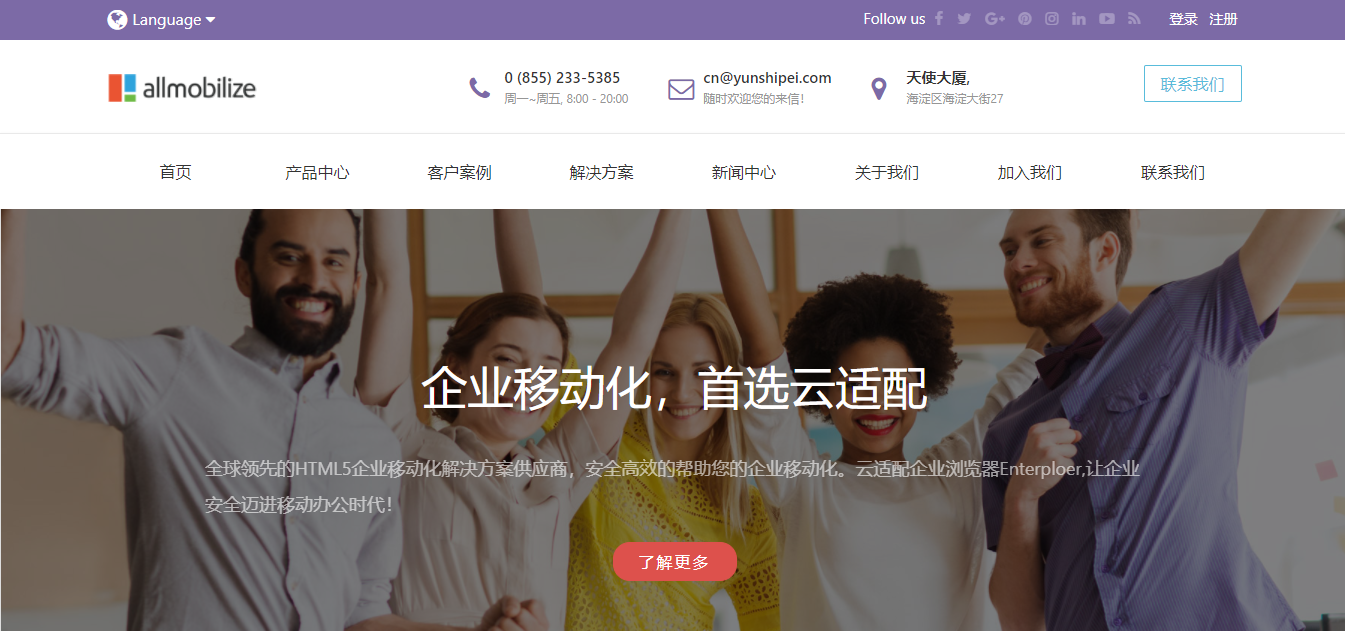 Language
Follow us
登录 注册
allmobilize
0 (855) 233-5385
周一~周五, 8:00 - 20:00
cn@yunshipei.com
随时欢迎您的来信！
天使大厦,
海淀区海淀大街27
联系我们
首页 产品中心 客户案例 解决方案 新闻中心 关于我们 加入我们 联系我们
企业移动化，首选云适配
全球领先的HTML5企业移动化解决方案供应商，安全高效的帮助您的企业移动化。云适配企业浏览器Enterploer,让企业
安全迈进移动办公时代！
了解更多